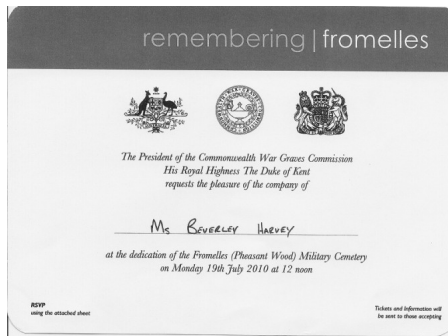 remembering | fromelles
The President of the Commonwealth War Graves Commission
His Royal Highness The Duke of Kent
requests the pleasure of the company of
Ms BEVERLEY HARVEY
at the dedication of the Fromelles (Pheasant Wood) Military Cemetery
on Monday 19th July 2010 at 12 noon
RSVP
using the attached sheet
Tickets and Information will
be sent to those accepting